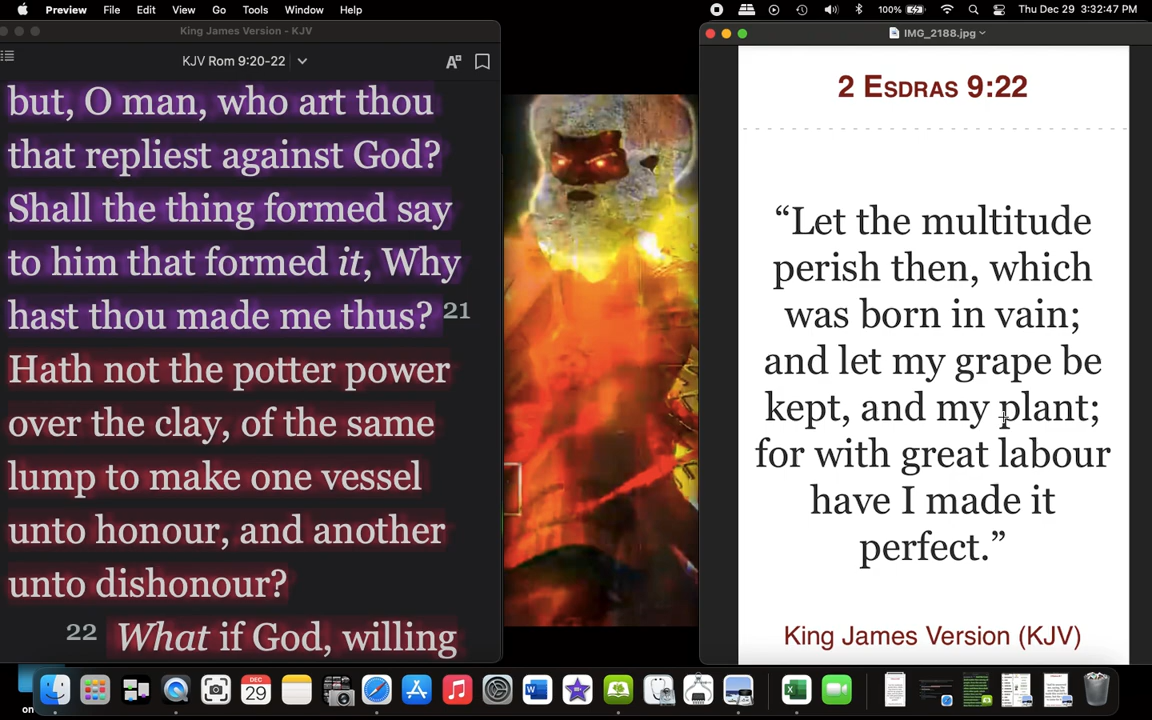 Preview File Edit View Go Tools Window Help
100% Thu Dec 29 3:32:47 PM
King James Version - KJV
KJV Rom 9:20-22
but, O man, who art thou
that repliest against God?
Shall the thing formed say
to him that formed it, Why
hast thou made me thus? 21
Hath not the potter power
over the clay, of the same
lump to make one vessel
unto honour, and another
unto dishonour?
22 What if God, willing
IMG_2188.jpg
2 Esdras 9:22
“Let the multitude
perish then, which
was born in vain;
and let my grape be
kept, and my plant;
for with great labour
have I made it
perfect.”
King James Version (KJV)
on
DEC
29